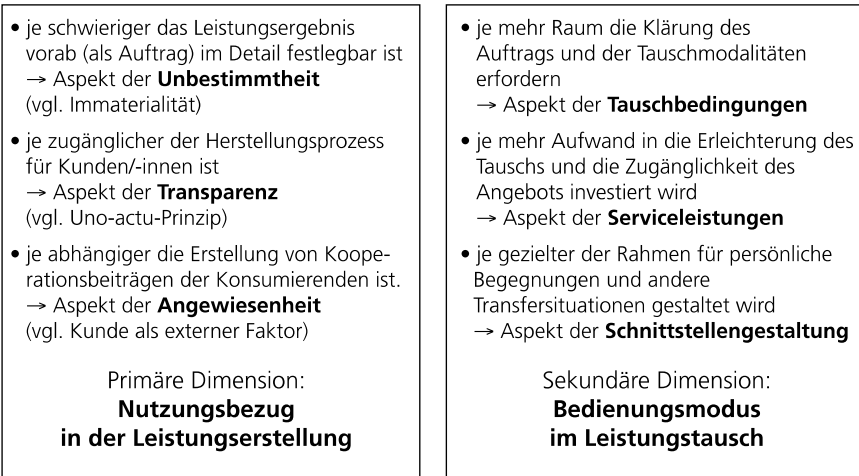 • je schwieriger das Leistungsergebnis
vorab (als Auftrag) im Detail festlegbar ist
→ Aspekt der Unbestimmtheit
(vgl. Immaterialität)
• je zugänglicher der Herstellungsprozess
für Kunden/-innen ist
→ Aspekt der Transparenz
(vgl. Uno-actu-Prinzip)
• je abhängiger die Erstellung von Koope-
rationsbeiträgen der Konsumierenden ist.
→ Aspekt der Angewiesenheit
(vgl. Kunde als externer Faktor)
Primäre Dimension:
Nutzungsbezug
in der Leistungserstellung
• je mehr Raum die Klärung des
Auftrags und der Tauschmodalitäten
erfordern
→ Aspekt der Tauschbedingungen
• je mehr Aufwand in die Erleichterung des
Tauschs und die Zugänglichkeit des
Angebots investiert wird
→ Aspekt der Serviceleistungen
• je gezielter der Rahmen für persönliche
Begegnungen und andere
Transfersituationen gestaltet wird
→ Aspekt der Schnittstellengestaltung
Sekundäre Dimension:
Bedienungsmodus
im Leistungstausch